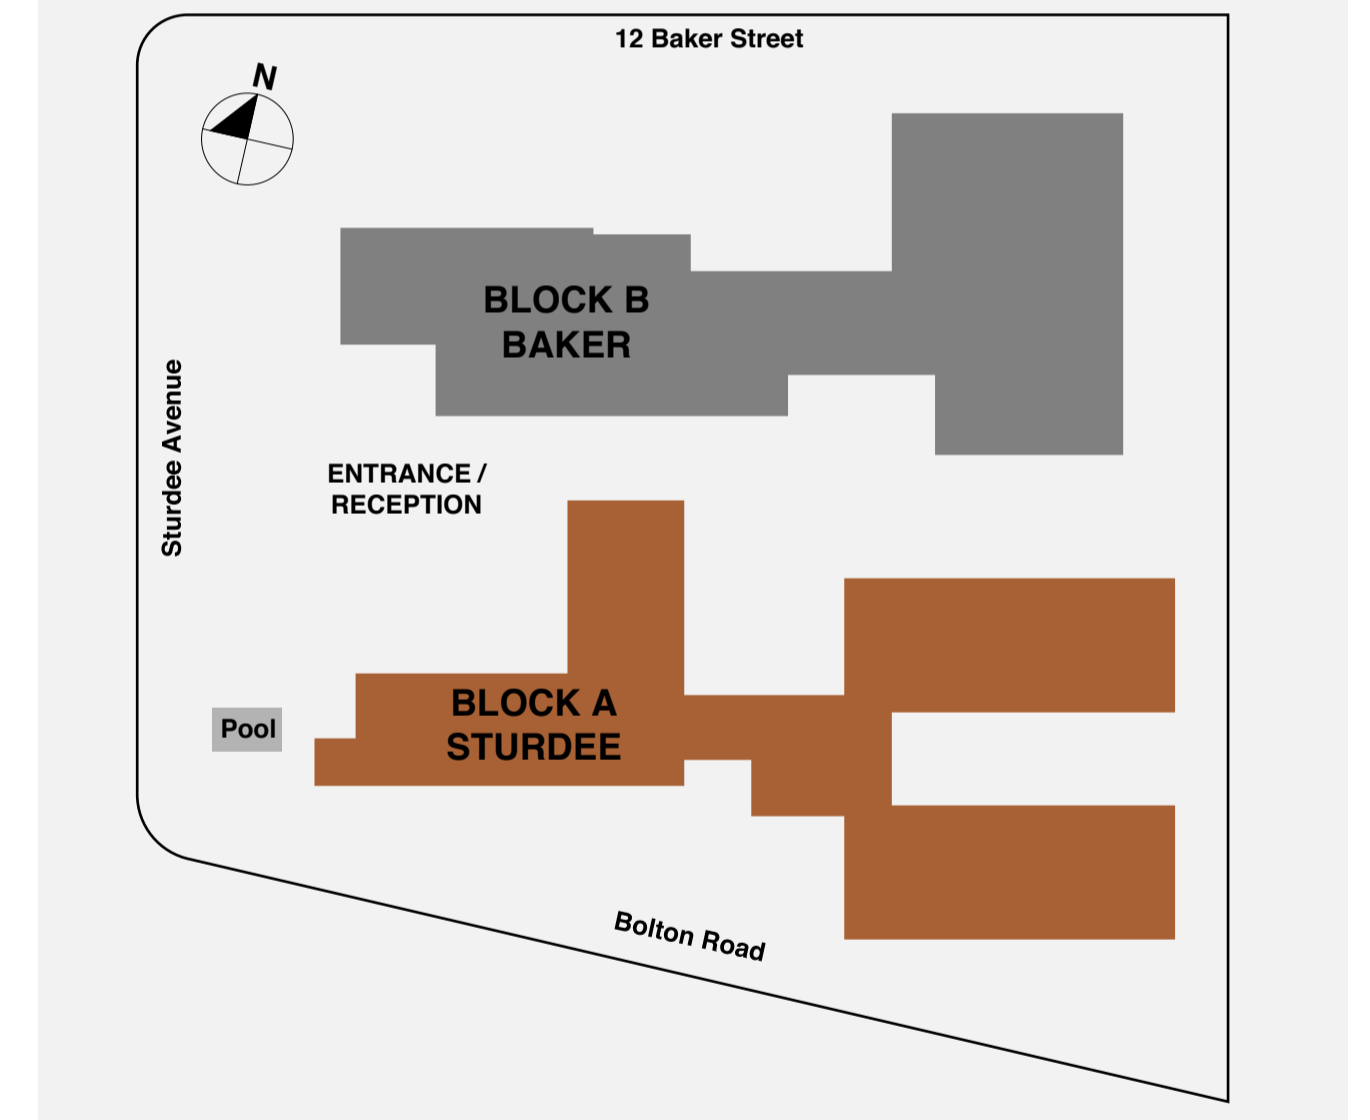 12 Baker Street
N
BLOCK B
BAKER
Sturdee Avenue
ENTRANCE /
RECEPTION
BLOCK A
STURDEE
Pool
Bolton Road